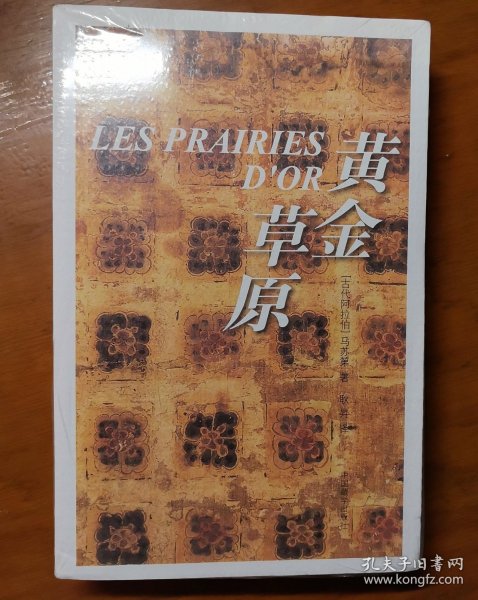 LES PRAIRIES
D'OR
黄金
草原
[古代阿拉伯] 马苏第 著
耿昇 译
孔夫子旧书网
www.kongfz.com